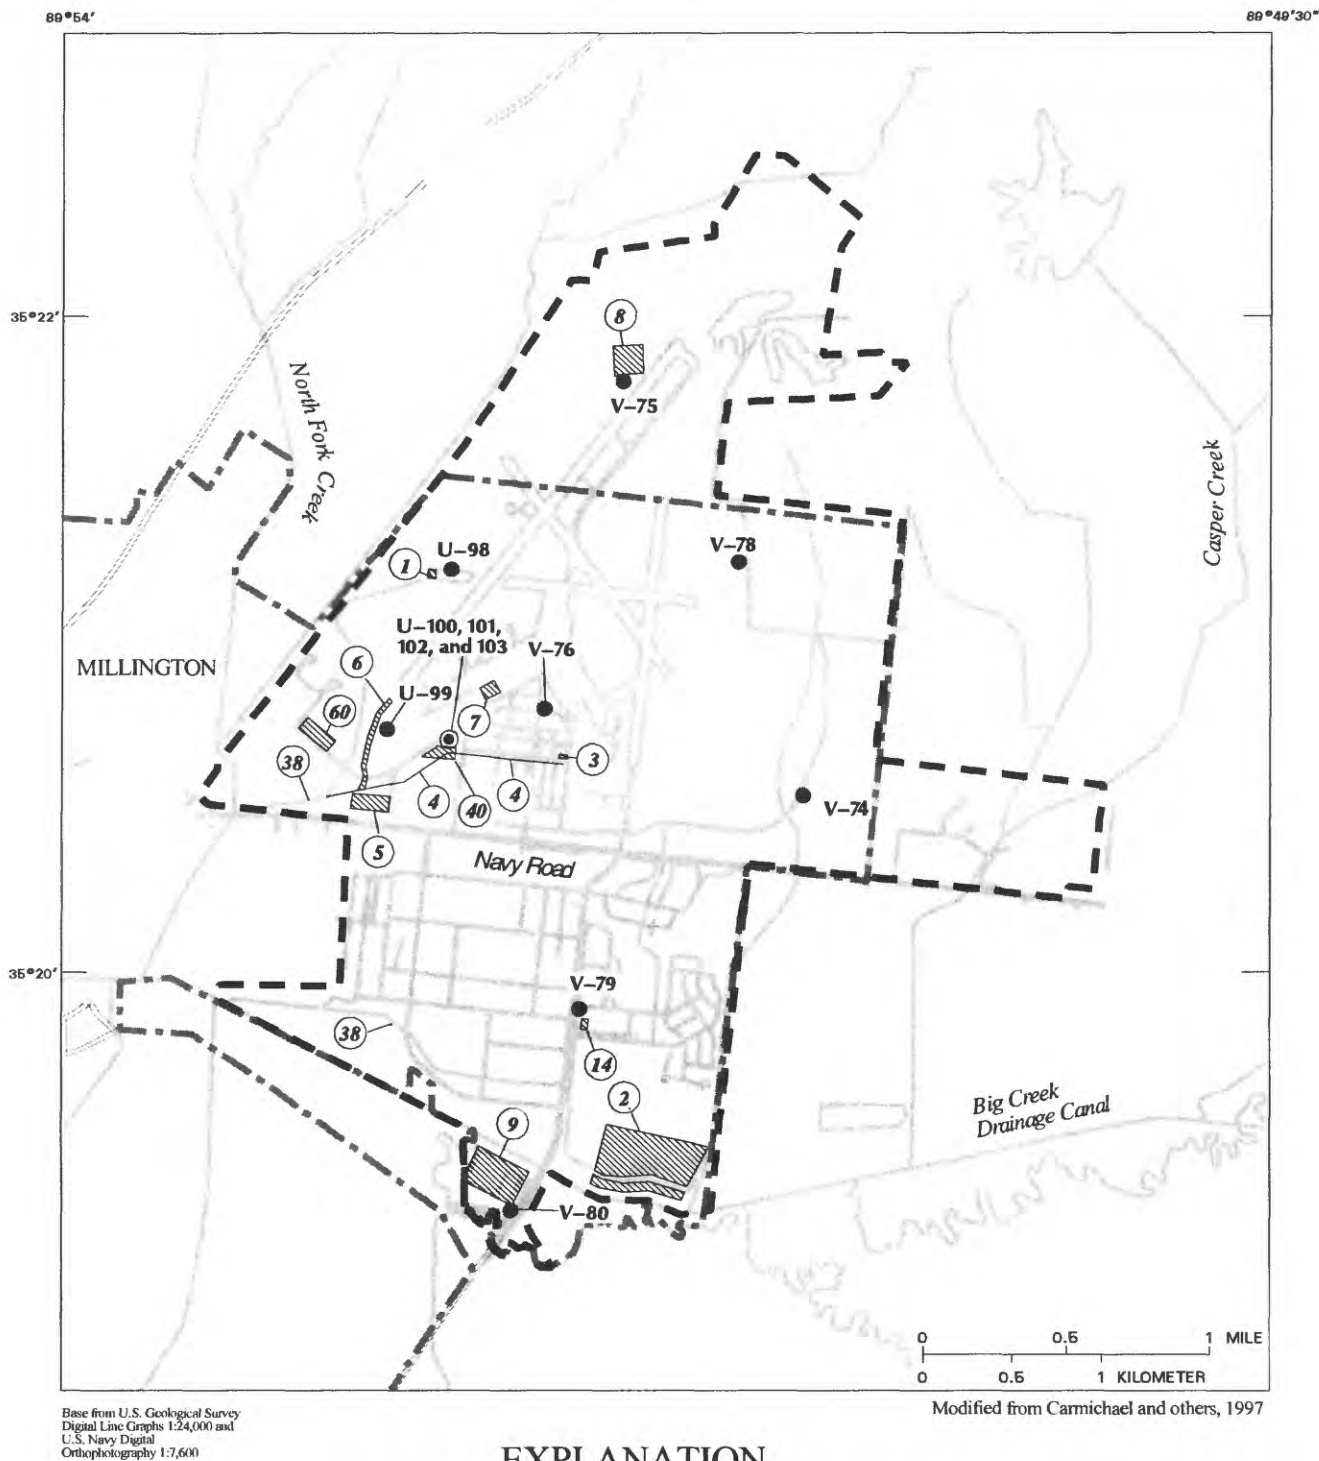 89°54'
89°49'30"
35°22'
8
V-75
North Fork Creek
Casper Creek
V-78
U-98
1
U-100, 101,
102, and 103
V-76
MILLINGTON
6
U-99
7
60
3
38
4
40
4
V-74
5
Navy Road
35°20'
V-79
38
14
2
Big Creek
Drainage Canal
9
V-80
0 0.5 1 MILE
0 0.5 1 KILOMETER
Base from U.S. Geological Survey
Digital Line Graphs 1:24,000 and
U.S. Navy Digital
Orthophotography 1:7,600
Modified from Carmichael and others, 1997
EXPLANATION